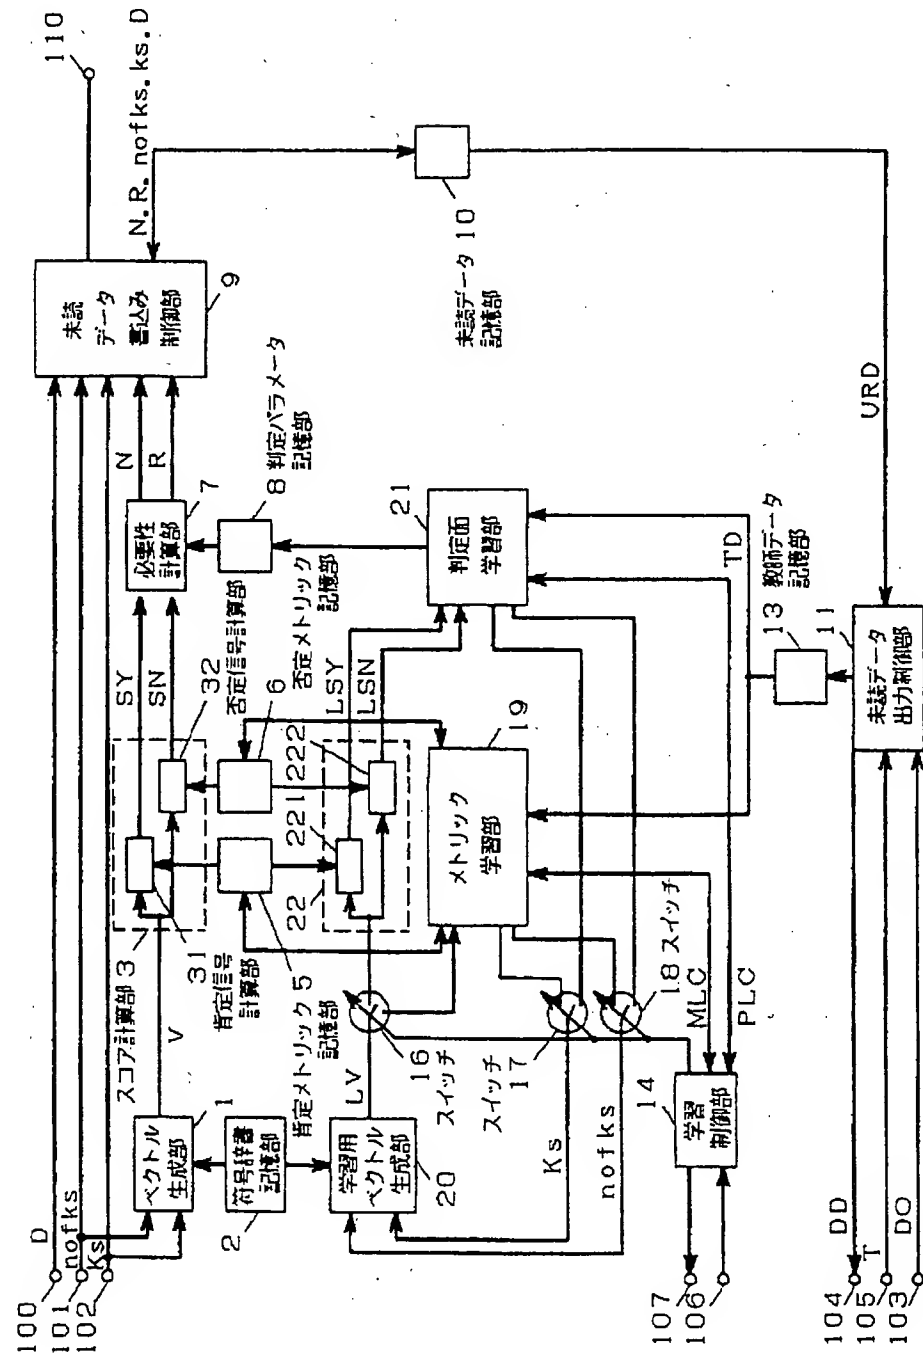 100
D
101
nofks
102
Ks
ベクトル
生成部
1
V
スコア計算部 3
31
肯定信号
計算部
SY
SN
32
否定信号計算部
必要性
計算部
7
N
R
未読
データ
書込み
制御部
9
110
N.R.nofks.ks.D
符号辞書
記憶部
2
肯定メトリック 5
記憶部
6
否定メトリック
記憶部
8 判定パラメータ
記憶部
未読データ 10
記憶部
学習用
ベクトル
生成部
20
LV
16
スイッチ
22
221
222
LSY
LSN
メトリック
学習部
19
判定面
学習部
21
スイッチ
17
18 スイッチ
Ks
nofks
14
学習
制御部
MLC
PLC
TD
URD
13
教師データ
記憶部
11
未読データ
出力制御部
107
106
104
DD
105
T
103
DO